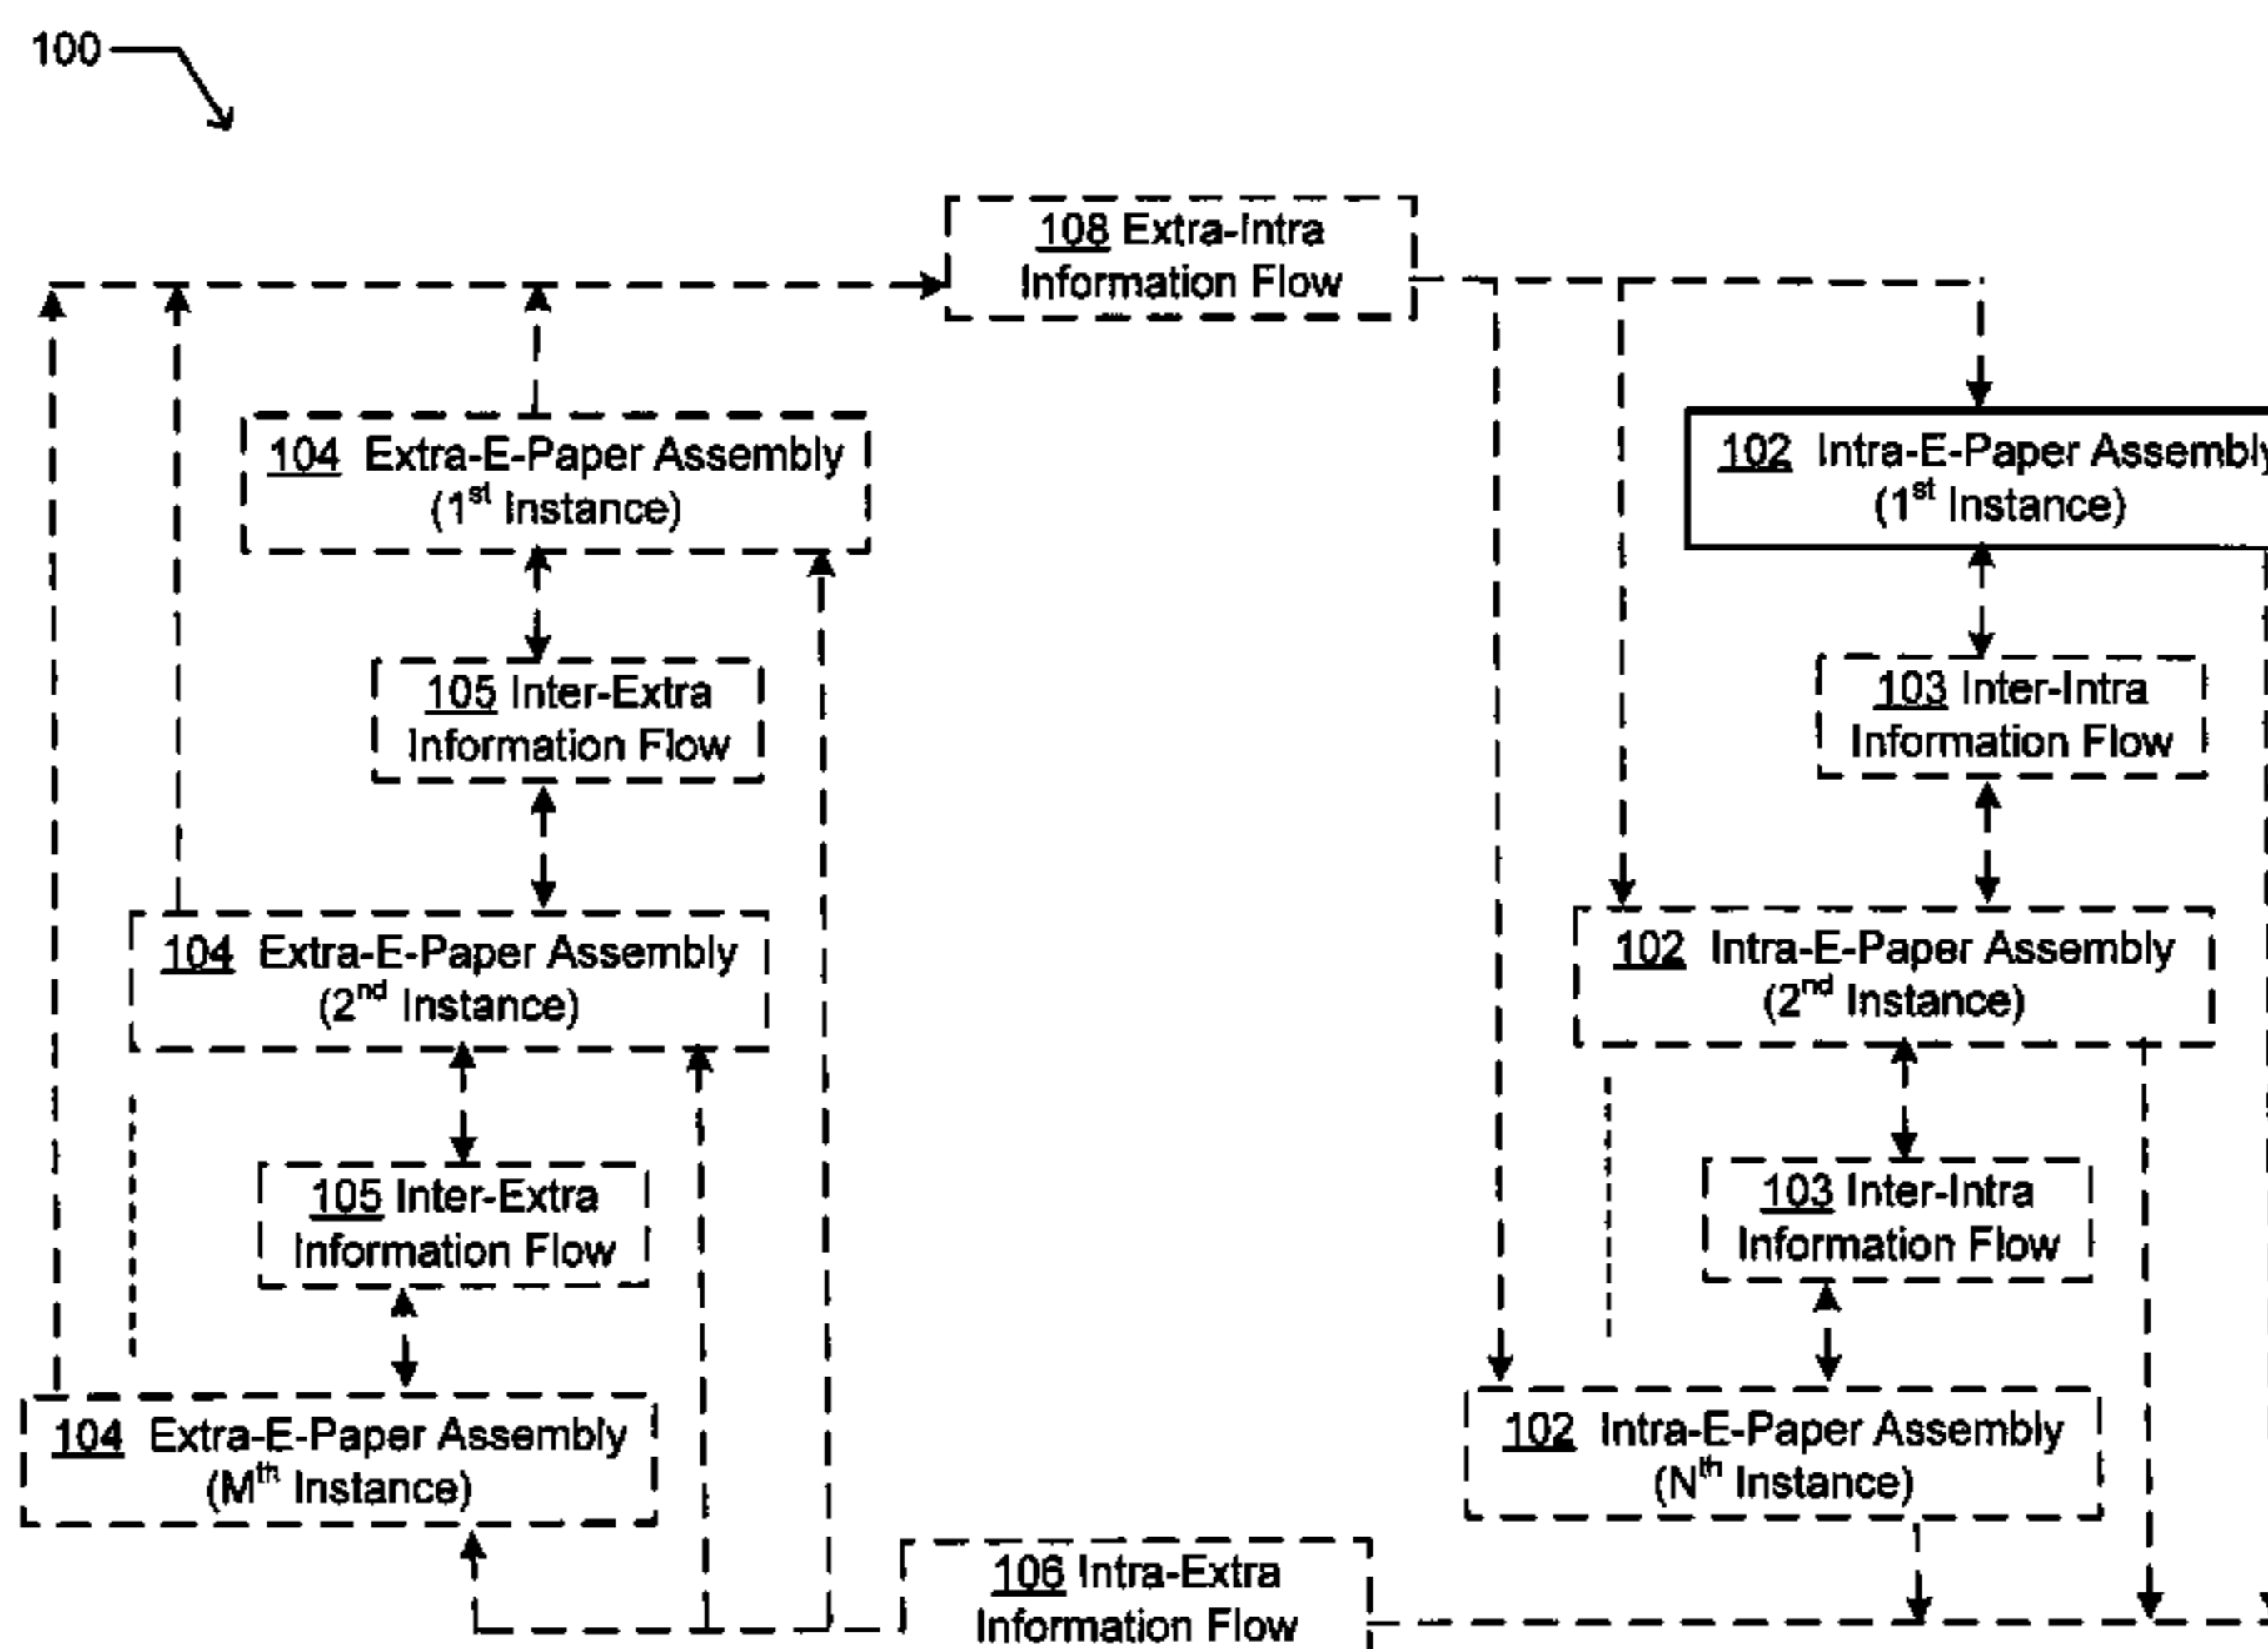 100
108 Extra-Intra
Information Flow
104 Extra-E-Paper Assembly
(1st Instance)
102 Intra-E-Paper Assembly
(1st Instance)
105 Inter-Extra
Information Flow
103 Inter-Intra
Information Flow
104 Extra-E-Paper Assembly
(2nd Instance)
102 Intra-E-Paper Assembly
(2nd Instance)
105 Inter-Extra
Information Flow
103 Inter-Intra
Information Flow
104 Extra-E-Paper Assembly
(Mth Instance)
102 Intra-E-Paper Assembly
(Nth Instance)
106 Intra-Extra
Information Flow